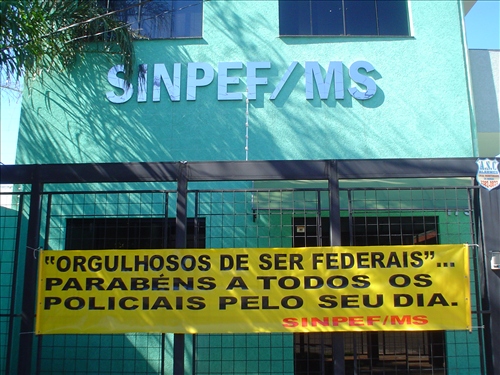 SINPEF/MS
"ORGULHOSOS DE SER FEDERAIS"...
PARABÉNS A TODOS OS
POLICIAIS PELO SEU DIA.
SINPEF/MS